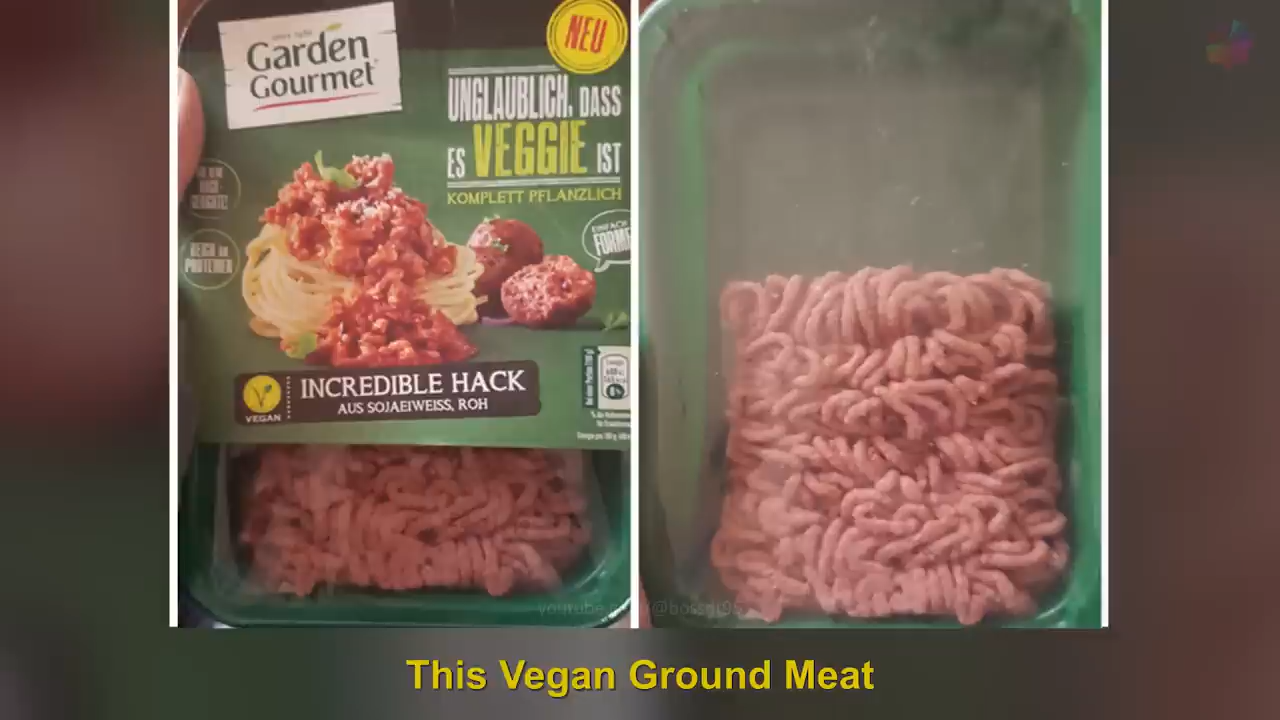 Garden
Gourmet
NEU
UNGLAUBLICH, DASS
ES VEGGIE IST
KOMPLETT PFLANZLICH
EINFACH
REICH AN
PROTEINEN
VEGAN
INCREDIBLE HACK
AUS SOJAEIWEISS, ROH
This Vegan Ground Meat